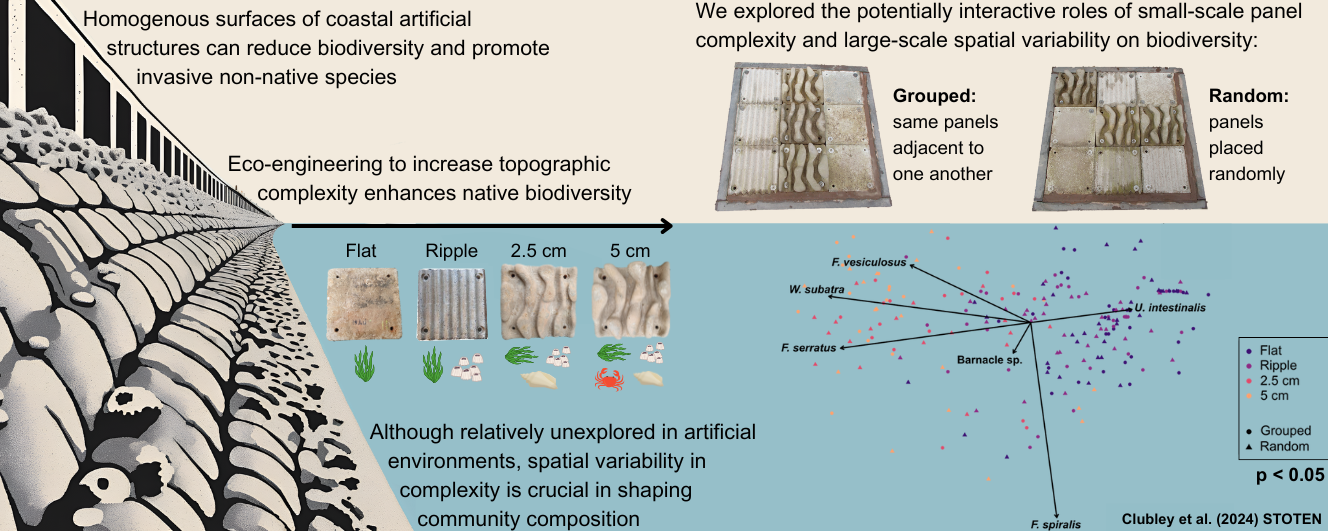 Homogenous surfaces of coastal artificial
structures can reduce biodiversity and promote
invasive non-native species
Eco-engineering to increase topographic
complexity enhances native biodiversity
We explored the potentially interactive roles of small-scale panel
complexity and large-scale spatial variability on biodiversity:
Grouped:
same panels
adjacent to
one another
Random:
panels
placed
randomly
Flat
Ripple
2.5 cm
5 cm
Although relatively unexplored in artificial
environments, spatial variability in
complexity is crucial in shaping
community composition
F. vesiculosus
W. subatra
F. serratus
Barnacle sp.
U. intestinalis
F. spiralis
Flat
Ripple
2.5 cm
5 cm
Grouped
Random
p < 0.05
Clubley et al. (2024) STOTEN